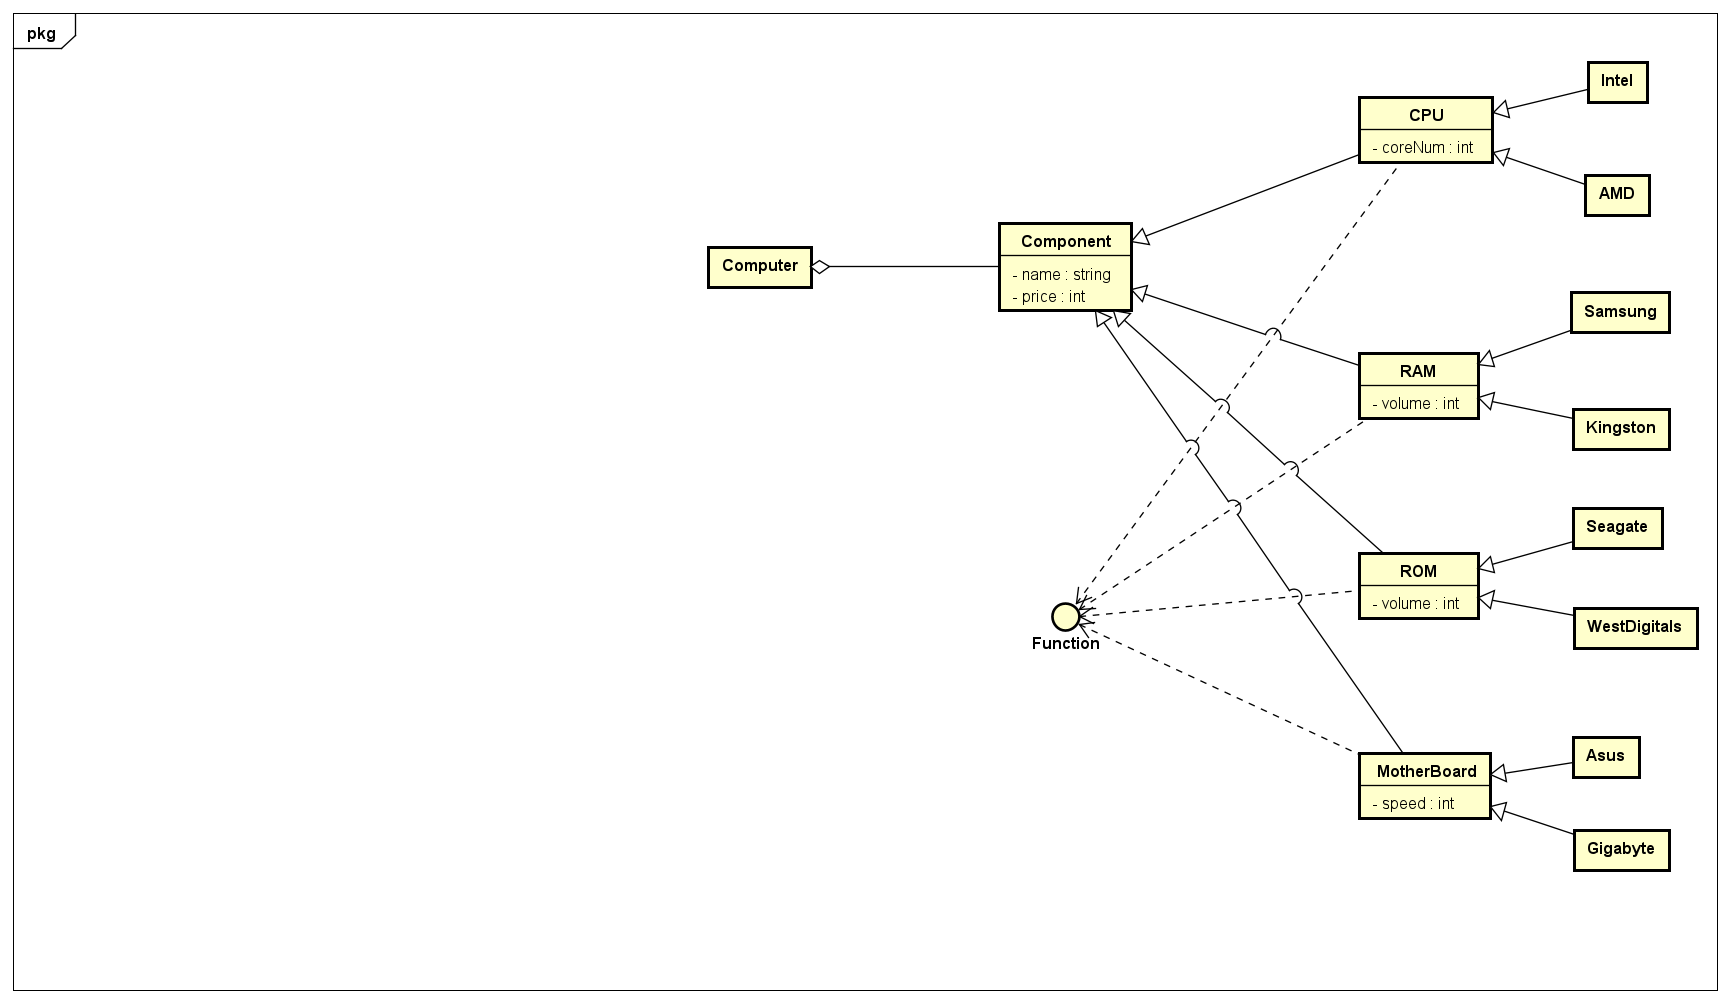 pkg
Computer
Component
- name : string
- price : int
Function
CPU
- coreNum : int
RAM
- volume : int
ROM
- volume : int
MotherBoard
- speed : int
Intel
AMD
Samsung
Kingston
Seagate
WestDigitals
Asus
Gigabyte